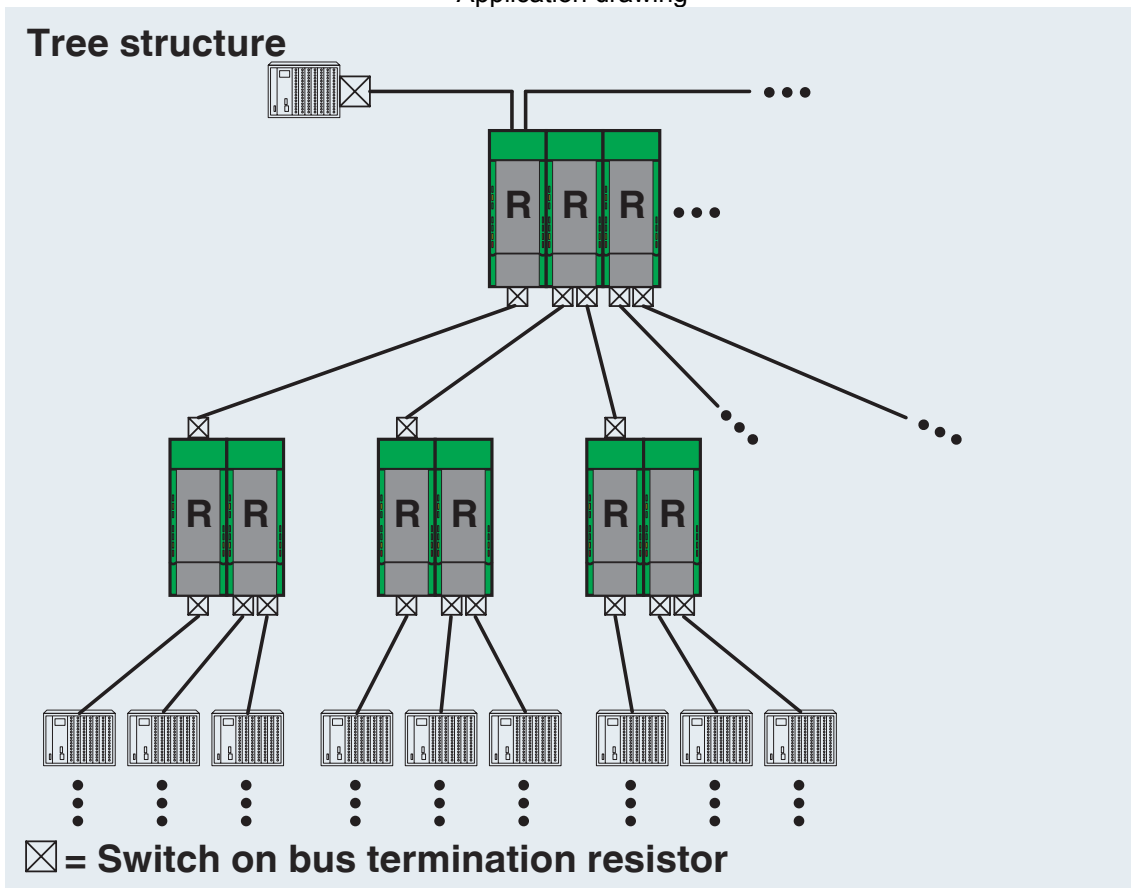 Application drawing
Tree structure
R R R
R R R R R R
= Switch on bus termination resistor